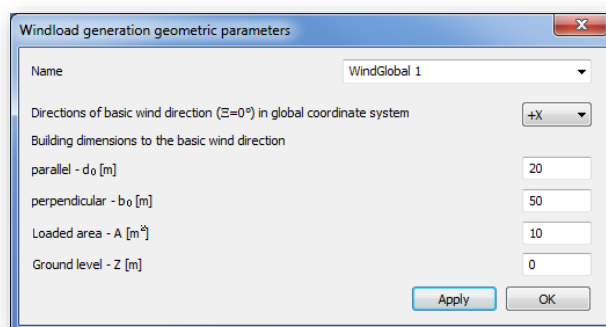 Windload generation geometric parameters
Name WindGlobal 1
Directions of basic wind direction (Ξ=0°) in global coordinate system +X
Building dimensions to the basic wind direction
parallel - d₀ [m] 20
perpendicular - b₀ [m] 50
Loaded area - A [m²] 10
Ground level - Z [m] 0
Apply OK